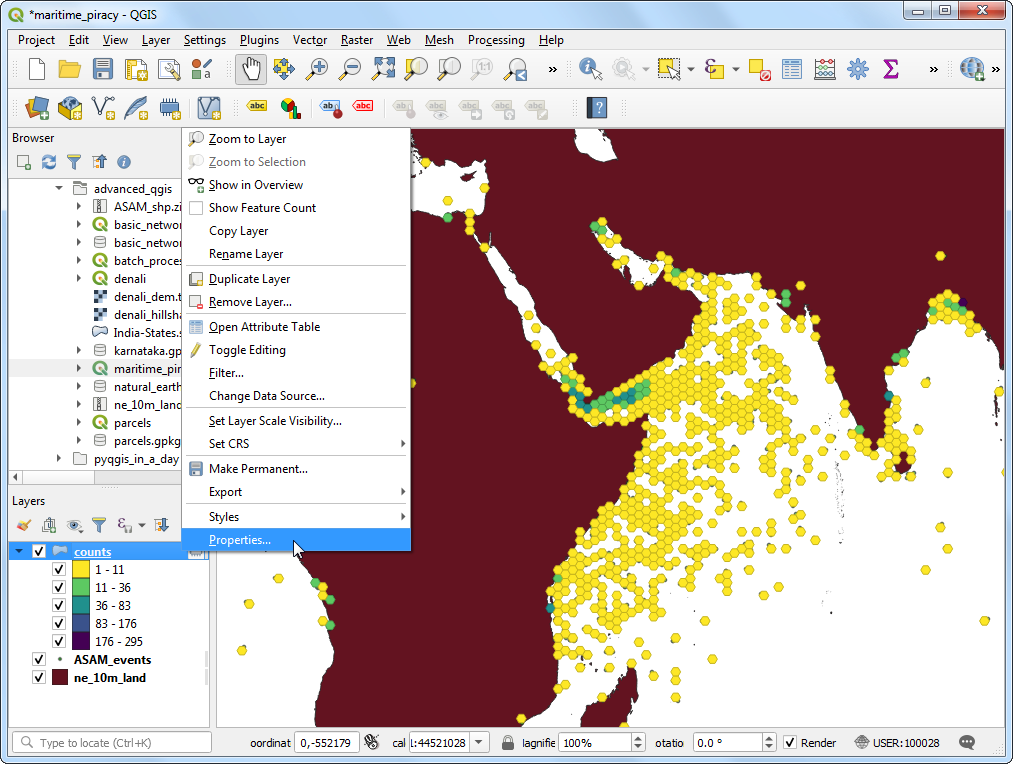 *maritime_piracy - QGIS
Project Edit View Layer Settings Plugins Vector Raster Web Mesh Processing Help
abc abc abc
Browser
advanced_qgis
ASAM_shp.zi
basic_networ
basic_networ
batch_proces
denali
denali_dem.t
denali_hillsha
India-States.s
karnataka.gp
maritime_pir
natural_earth
ne_10m_land
parcels
parcels.gpkg
pyqgis_in_a_day
Zoom to Layer
Zoom to Selection
Show in Overview
Show Feature Count
Copy Layer
Rename Layer
Duplicate Layer
Remove Layer...
Open Attribute Table
Toggle Editing
Filter...
Change Data Source...
Set Layer Scale Visibility...
Set CRS
Make Permanent...
Export
Styles
Properties...
Layers
counts
1 - 11
11 - 36
36 - 83
83 - 176
176 - 295
ASAM_events
ne_10m_land
Type to locate (Ctrl+K) oordinat 0,-552179 cal 1:44521028 lagnifie 100% otatio 0.0 ° Render USER:100028